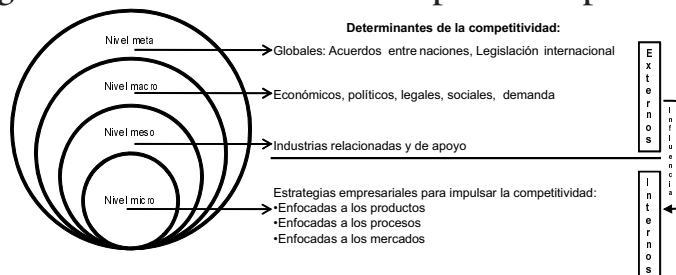 Determinantes de la competitividad:
Nivel meta
Globales: Acuerdos entre naciones, Legislación internacional
Nivel macro
Económicos, políticos, legales, sociales, demanda
Nivel meso
Industrias relacionadas y de apoyo
Externos
Influencia
Nivel micro
Estrategias empresariales para impulsar la competitividad:
•Enfocadas a los productos
•Enfocadas a los procesos
•Enfocadas a los mercados
Internos